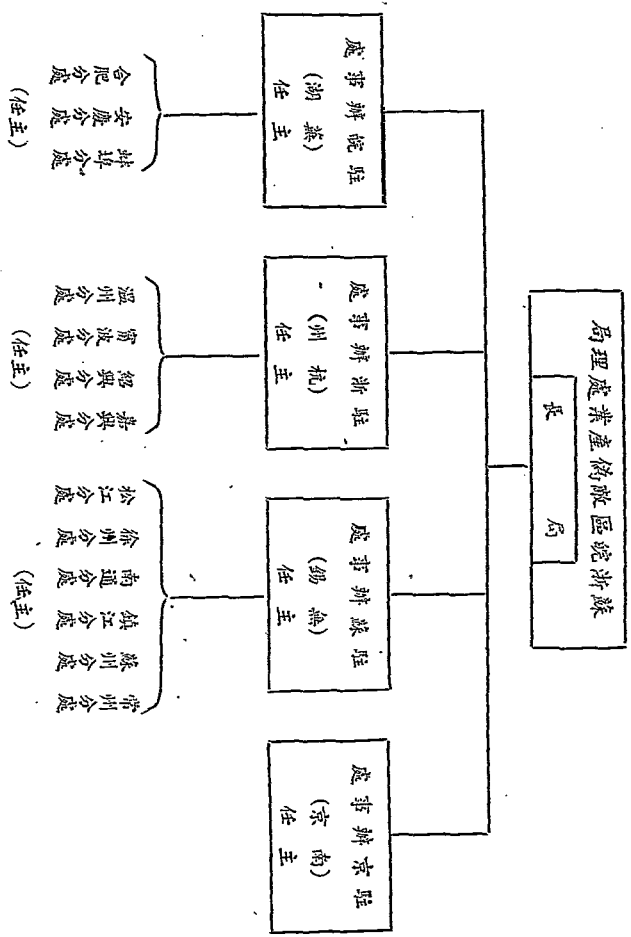 蘇浙皖區敵偽產業處理局
局長
駐京辦事處
(南京)
主任
駐蘇辦事處
(無錫)
主任
駐浙辦事處
(杭州)
主任
駐皖辦事處
(蕪湖)
主任
常州分處
蘇州分處
鎮江分處
南通分處
徐州分處
松江分處
(主任)
嘉興分處
紹興分處
甯波分處
溫州分處
(主任)
蚌埠分處
安慶分處
合肥分處
(主任)